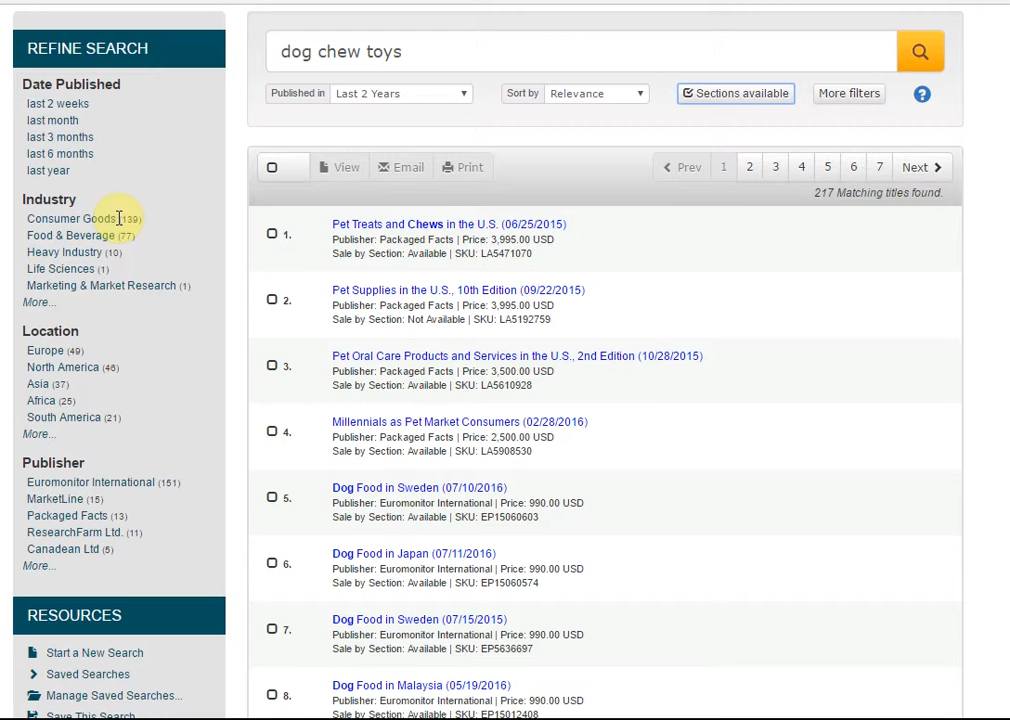 REFINE SEARCH
Date Published
last 2 weeks
last month
last 3 months
last 6 months
last year
Industry
Consumer Goods (139)
Food & Beverage (77)
Heavy Industry (10)
Life Sciences (1)
Marketing & Market Research (1)
More...
Location
Europe (49)
North America (46)
Asia (37)
Africa (25)
South America (21)
More...
Publisher
Euromonitor International (151)
MarketLine (15)
Packaged Facts (13)
ResearchFarm Ltd. (11)
Canadean Ltd (5)
More...
RESOURCES
Start a New Search
Saved Searches
Manage Saved Searches...
Save This Search
dog chew toys
Published in Last 2 Years Sort by Relevance Sections available More filters ?
View Email Print Prev 1 2 3 4 5 6 7 Next
217 Matching titles found.
1. Pet Treats and Chews in the U.S. (06/25/2015)
Publisher: Packaged Facts | Price: 3,995.00 USD
Sale by Section: Available | SKU: LA5471070
2. Pet Supplies in the U.S., 10th Edition (09/22/2015)
Publisher: Packaged Facts | Price: 3,995.00 USD
Sale by Section: Not Available | SKU: LA5192759
3. Pet Oral Care Products and Services in the U.S., 2nd Edition (10/28/2015)
Publisher: Packaged Facts | Price: 3,500.00 USD
Sale by Section: Available | SKU: LA5610928
4. Millennials as Pet Market Consumers (02/28/2016)
Publisher: Packaged Facts | Price: 2,500.00 USD
Sale by Section: Available | SKU: LA5908530
5. Dog Food in Sweden (07/10/2016)
Publisher: Euromonitor International | Price: 990.00 USD
Sale by Section: Available | SKU: EP15060603
6. Dog Food in Japan (07/11/2016)
Publisher: Euromonitor International | Price: 990.00 USD
Sale by Section: Available | SKU: EP15060574
7. Dog Food in Sweden (07/15/2015)
Publisher: Euromonitor International | Price: 990.00 USD
Sale by Section: Available | SKU: EP5636697
8. Dog Food in Malaysia (05/19/2016)
Publisher: Euromonitor International | Price: 990.00 USD
Sale by Section: Available | SKU: EP15012408